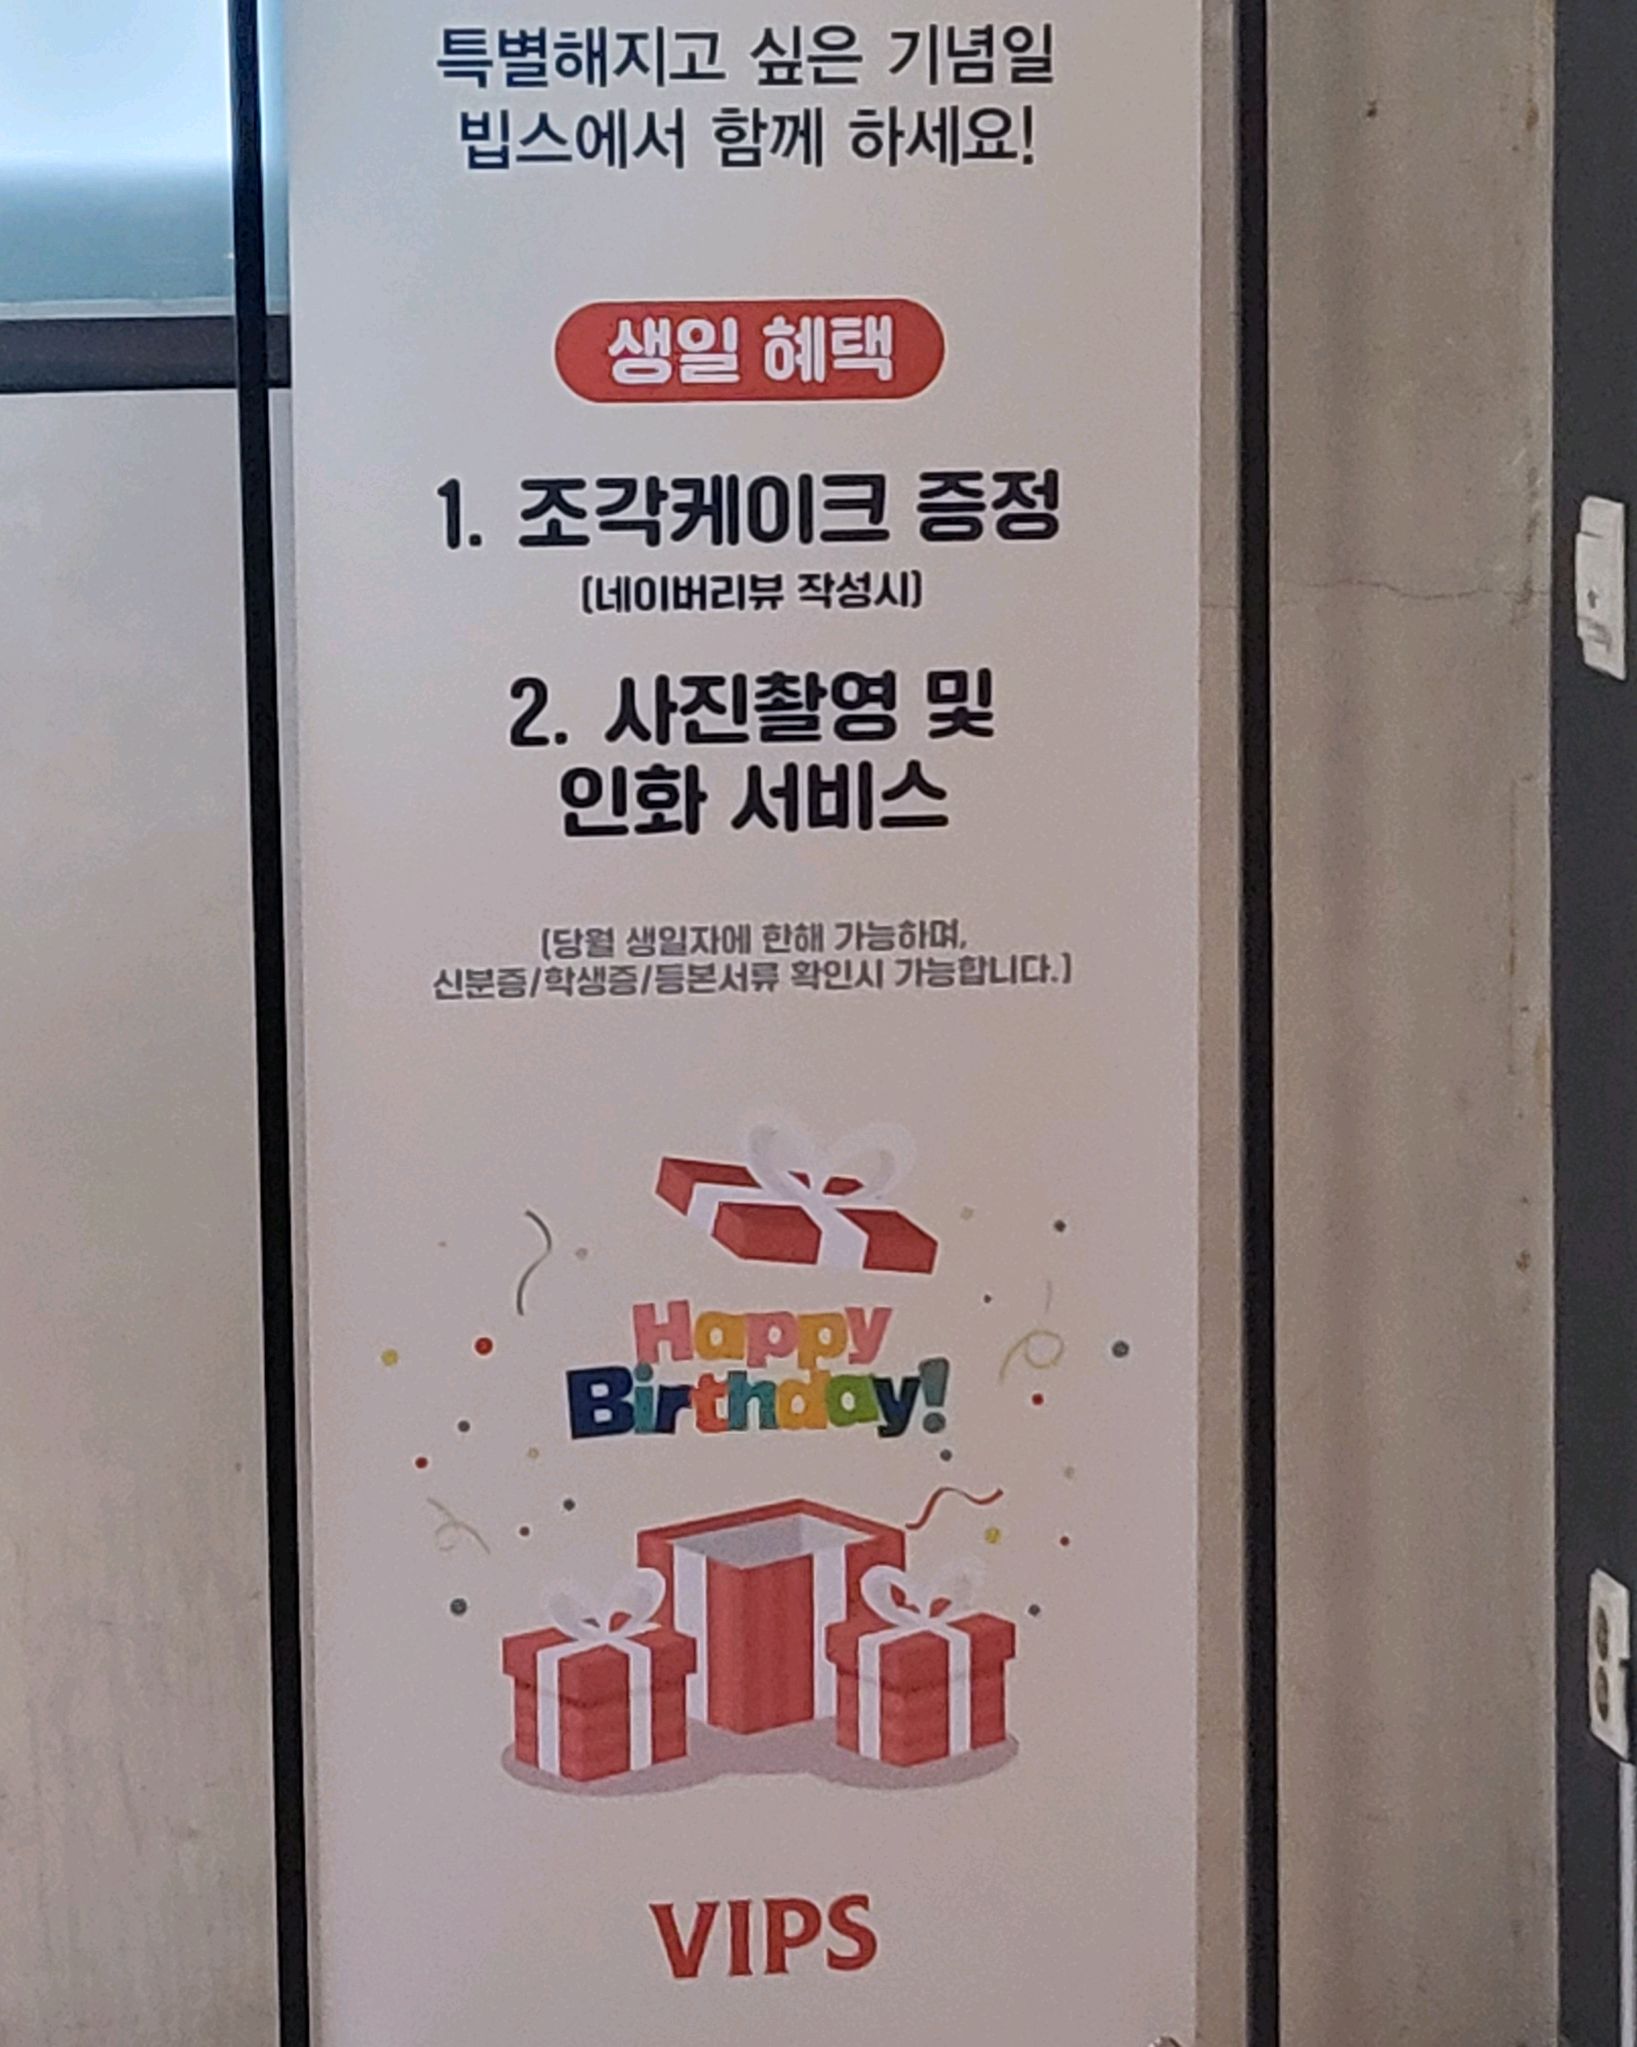 특별해지고 싶은 기념일
빕스에서 함께 하세요!
생일 혜택
1. 조각케이크 증정
(네이버리뷰 작성시)
2. 사진촬영 및
인화 서비스
(당월 생일자에 한해 가능하며,
신분증/학생증/등본서류 확인시 가능합니다.)
Happy
Birthday!
VIPS